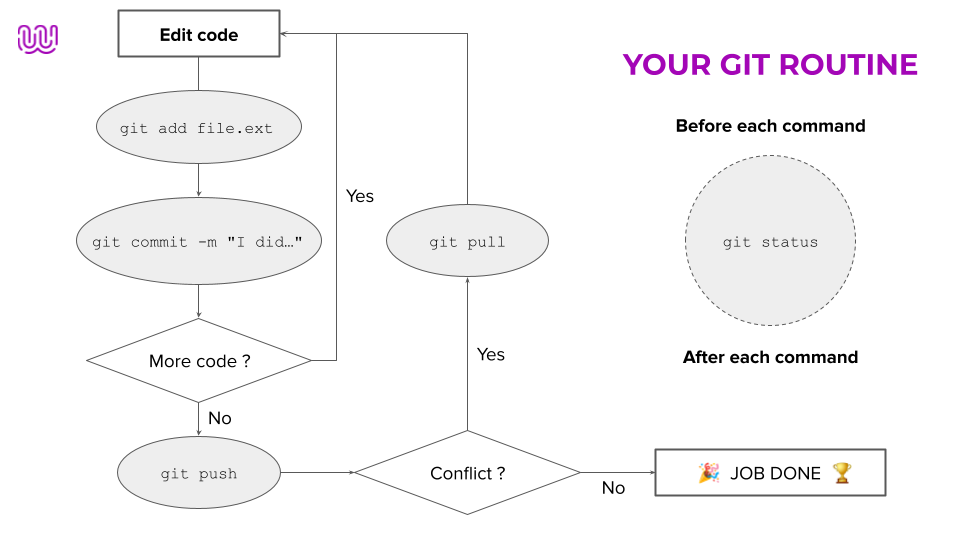 Edit code
YOUR GIT ROUTINE
git add file.ext
Before each command
Yes
git commit -m "I did…"
git pull
git status
More code ?
Yes
After each command
No
git push
Conflict ?
🎉 JOB DONE 🏆
No